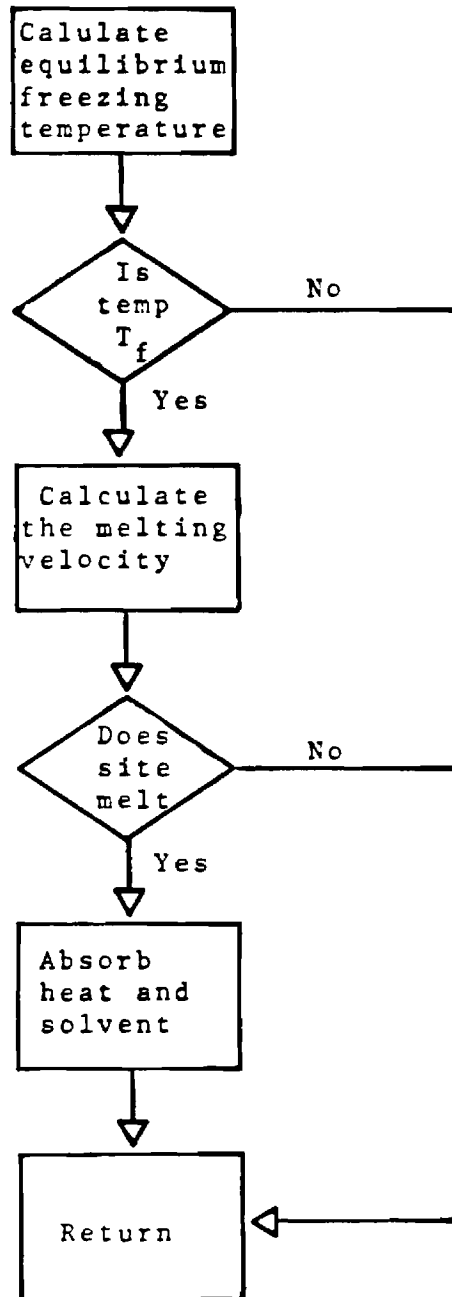 Calulate
equilibrium
freezing
temperature
Is
temp
T_f
No
Yes
Calculate
the melting
velocity
Does
site
melt
No
Yes
Absorb
heat and
solvent
Return